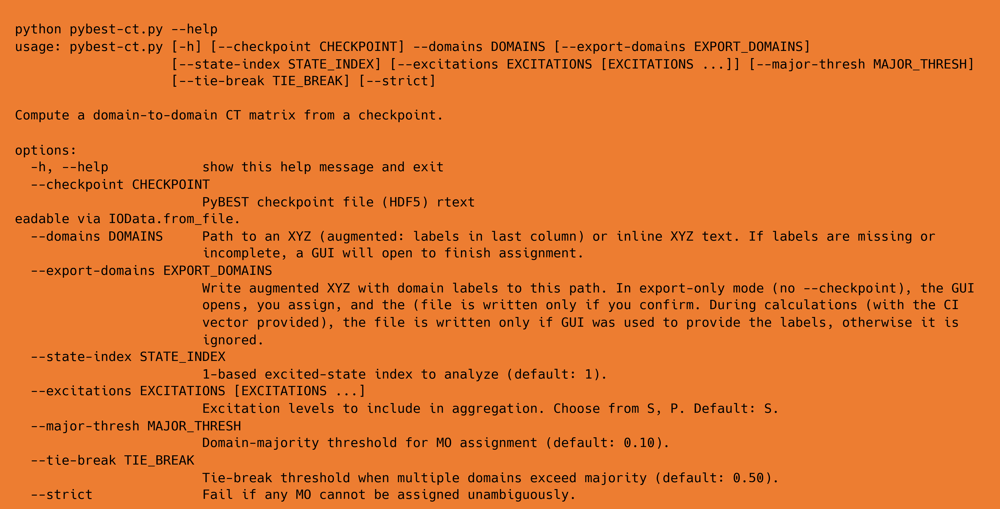 python pybest-ct.py --help
usage: pybest-ct.py [-h] [--checkpoint CHECKPOINT] --domains DOMAINS [--export-domains EXPORT_DOMAINS]
                    [--state-index STATE_INDEX] [--excitations EXCITATIONS [EXCITATIONS ...]] [--major-thresh MAJOR_THRESH]
                    [--tie-break TIE_BREAK] [--strict]

Compute a domain-to-domain CT matrix from a checkpoint.

options:
  -h, --help            show this help message and exit
  --checkpoint CHECKPOINT
                        PyBEST checkpoint file (HDF5) rtext
eadable via IOData.from_file.
  --domains DOMAINS     Path to an XYZ (augmented: labels in last column) or inline XYZ text. If labels are missing or
                        incomplete, a GUI will open to finish assignment.
  --export-domains EXPORT_DOMAINS
                        Write augmented XYZ with domain labels to this path. In export-only mode (no --checkpoint), the GUI
                        opens, you assign, and the (file is written only if you confirm. During calculations (with the CI
                        vector provided), the file is written only if GUI was used to provide the labels, otherwise it is
                        ignored.
  --state-index STATE_INDEX
                        1-based excited-state index to analyze (default: 1).
  --excitations EXCITATIONS [EXCITATIONS ...]
                        Excitation levels to include in aggregation. Choose from S, P. Default: S.
  --major-thresh MAJOR_THRESH
                        Domain-majority threshold for MO assignment (default: 0.10).
  --tie-break TIE_BREAK
                        Tie-break threshold when multiple domains exceed majority (default: 0.50).
  --strict              Fail if any MO cannot be assigned unambiguously.